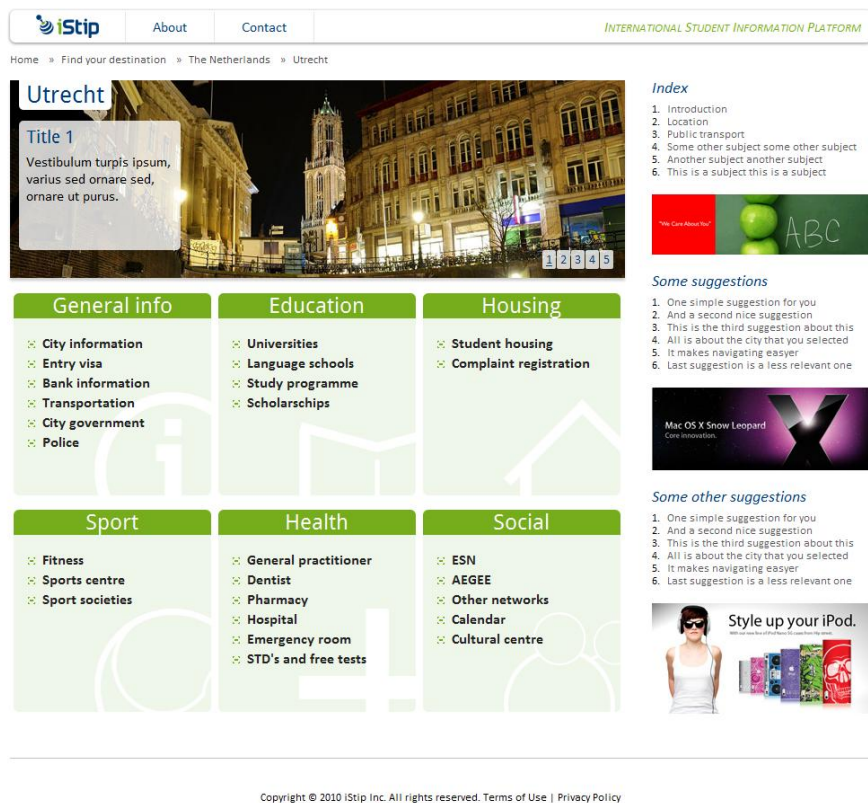 iStip
About
Contact
INTERNATIONAL STUDENT INFORMATION PLATFORM
Home » Find your destination » The Netherlands » Utrecht
Utrecht
Title 1
Vestibulum turpis ipsum,
varius sed ornare sed,
ornare ut purus.
1 2 3 4 5
General info
City information
Entry visa
Bank information
Transportation
City government
Police
Education
Universities
Language schools
Study programme
Scholarschips
Housing
Student housing
Complaint registration
Sport
Fitness
Sports centre
Sport societies
Health
General practitioner
Dentist
Pharmacy
Hospital
Emergency room
STD's and free tests
Social
ESN
AEGEE
Other networks
Calendar
Cultural centre
Index
1. Introduction
2. Location
3. Public transport
4. Some other subject some other subject
5. Another subject another subject
6. This is a subject this is a subject
"We Care About You"
ABC
Some suggestions
1. One simple suggestion for you
2. And a second nice suggestion
3. This is the third suggestion about this
4. All is about the city that you selected
5. It makes navigating easyer
6. Last suggestion is a less relevant one
Mac OS X Snow Leopard
Core innovation.
Some other suggestions
1. One simple suggestion for you
2. And a second nice suggestion
3. This is the third suggestion about this
4. All is about the city that you selected
5. It makes navigating easyer
6. Last suggestion is a less relevant one
Style up your iPod.
Copyright © 2010 iStip Inc. All rights reserved. Terms of Use | Privacy Policy